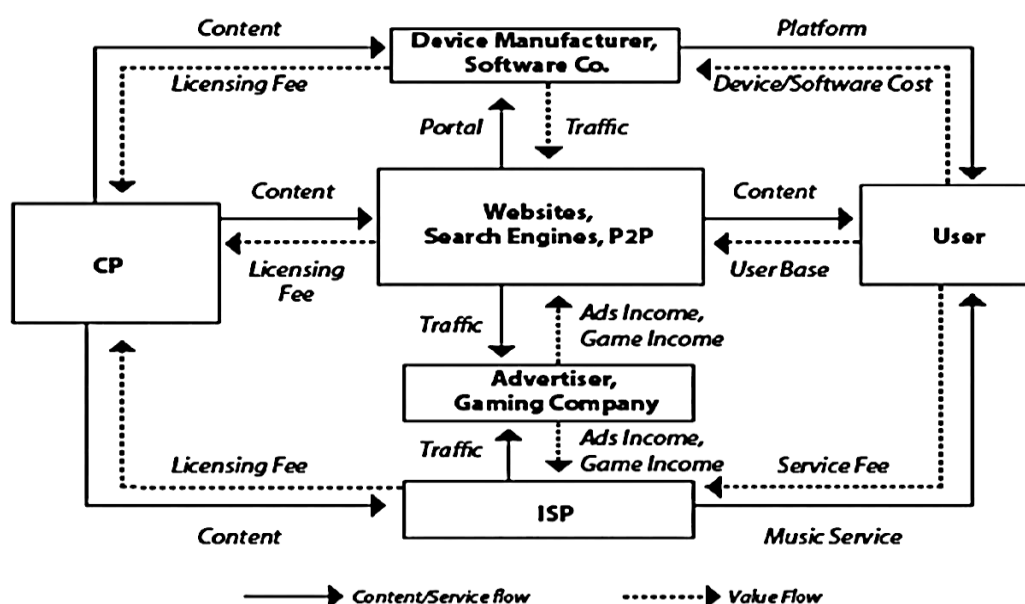 Content
Device Manufacturer,
Software Co.
Platform
Licensing Fee
Device/Software Cost
Portal
Traffic
Content
Websites,
Search Engines, P2P
Content
CP
User
Licensing
Fee
User Base
Traffic
Ads Income,
Game Income
Advertiser,
Gaming Company
Traffic
Ads Income,
Game Income
Licensing Fee
Service Fee
ISP
Content
Music Service
Content/Service flow
Value Flow